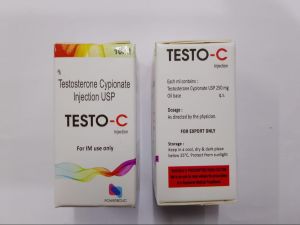 10ml
Testosterone Cypionate
Injection USP
TESTO-C
Injection
For IM use only
TESTO-C
Injection
Each ml contains :
Testosterone Cypionate USP 250 mg
Oil base q.s.
Dosage :
As directed by the physician.
FOR EXPORT ONLY
Storage :
Keep in a cool, dry & dark place
below 25°C. Protect from sunlight